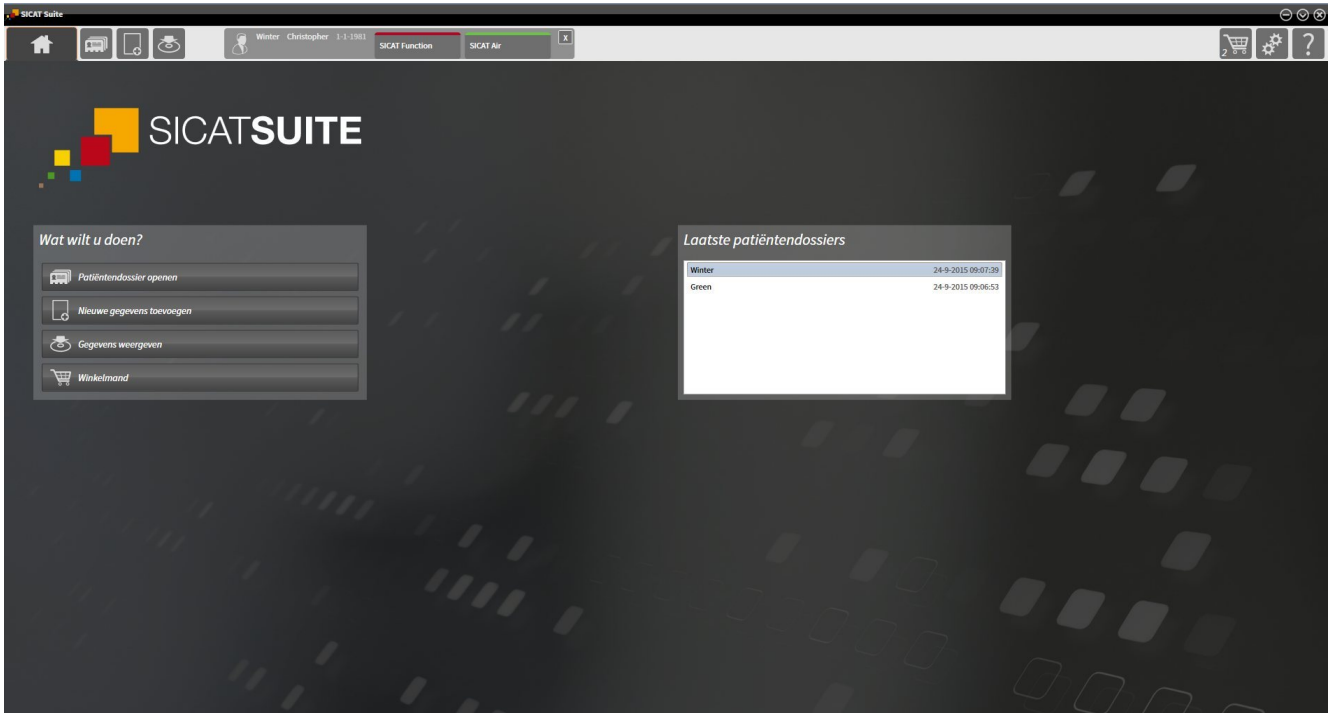 SICAT Suite
Winter Christopher 1-1-1981
SICAT Function
SICAT Air
X
2
?
SICATSUITE
Wat wilt u doen?
Patiëntendossier openen
Nieuwe gegevens toevoegen
Gegevens weergeven
Winkelmand
Laatste patiëntendossiers
Winter 24-9-2015 09:07:39
Green 24-9-2015 09:06:53